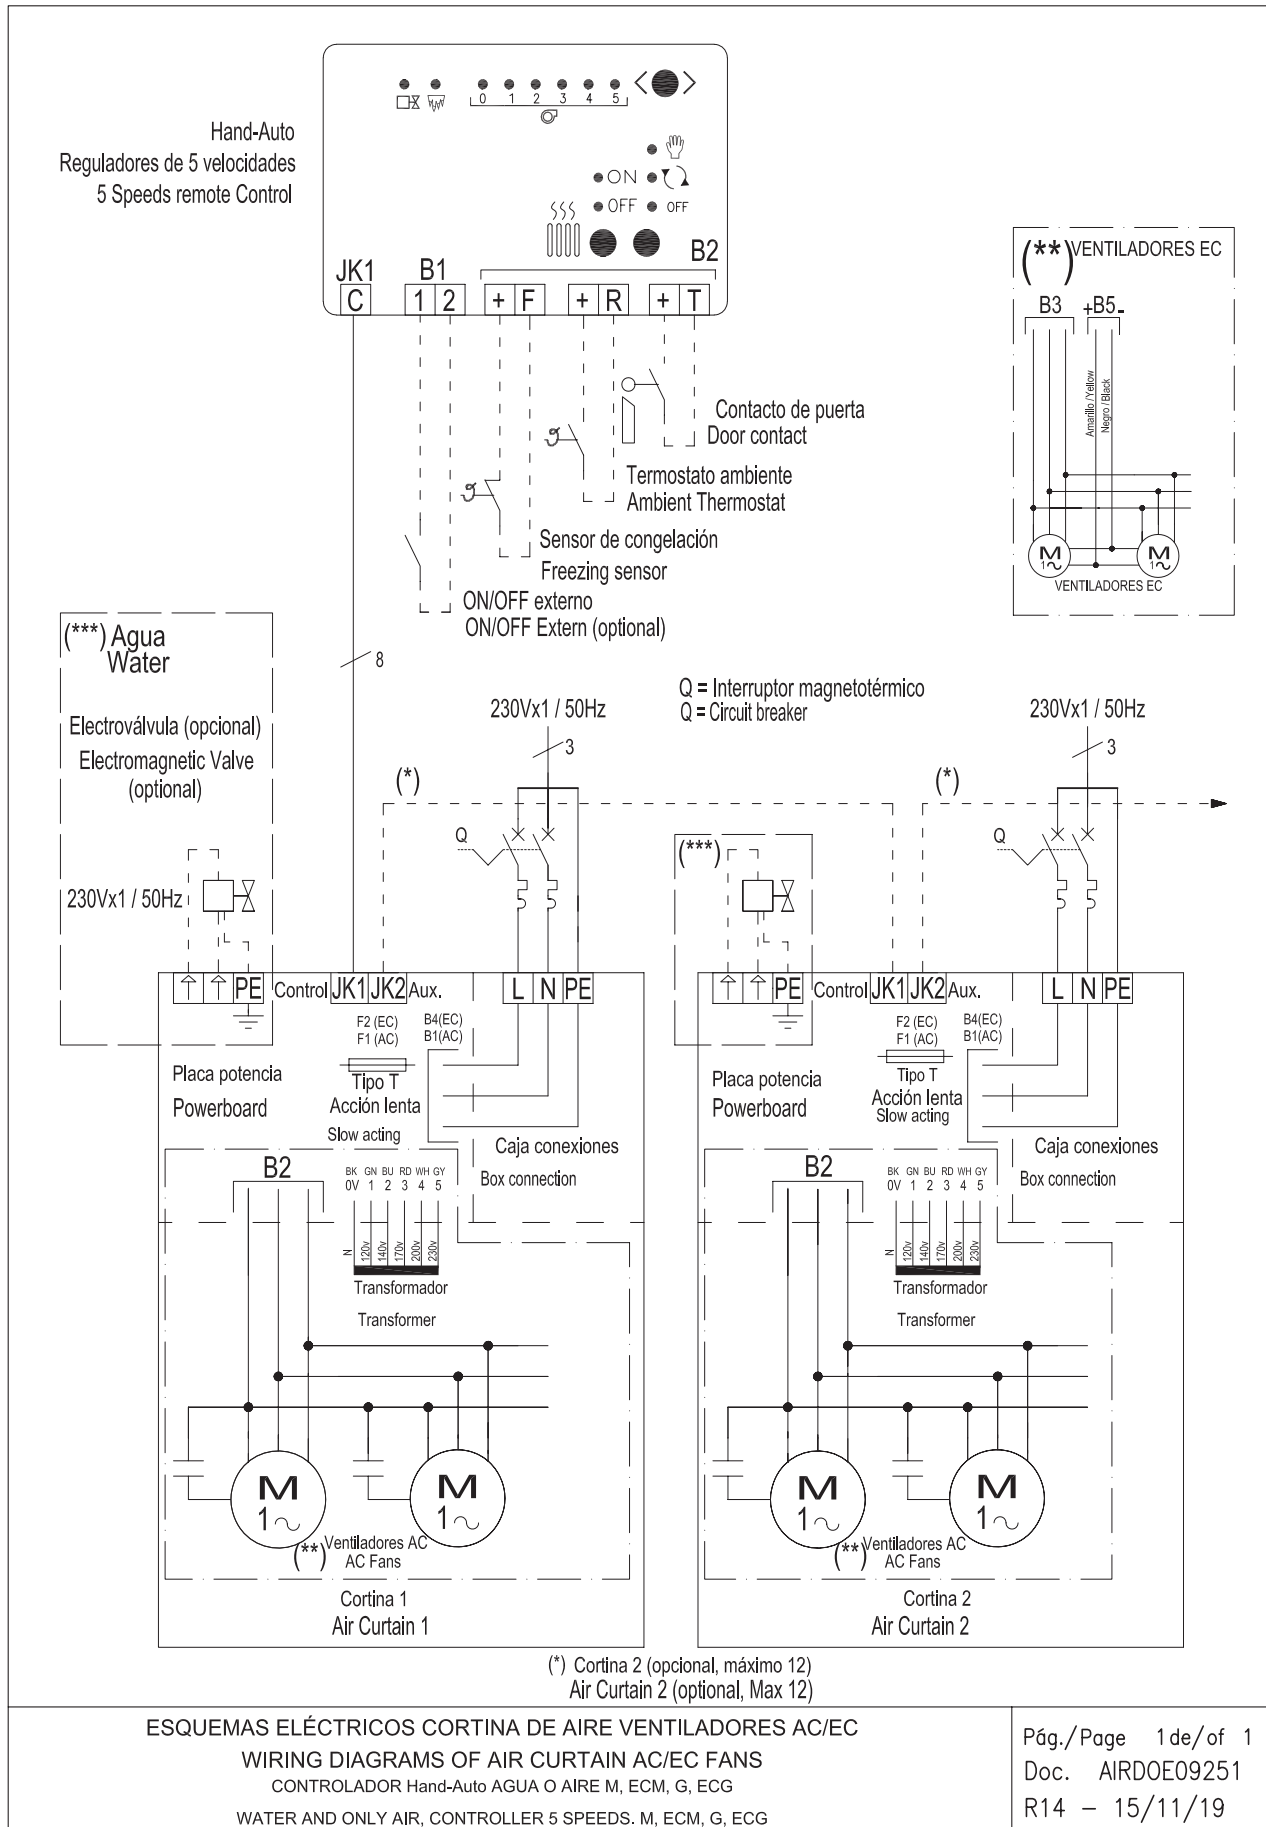 0 1 2 3 4 5
Hand-Auto
Reguladores de 5 velocidades
5 Speeds remote Control
ON
OFF OFF
JK1 B1 B2
C 1 2 + F + R + T
(**) VENTILADORES EC
B3 +B5-
Amarillo / Yellow
Negro / Black
M 1~ M 1~
VENTILADORES EC
Contacto de puerta
Door contact
Termostato ambiente
Ambient Thermostat
Sensor de congelación
Freezing sensor
ON/OFF externo
ON/OFF Extern (optional)
8
(***) Agua
Water
Electroválvula (opcional)
Electromagnetic Valve
(optional)
230Vx1 / 50Hz
Q = Interruptor magnetotérmico
Q = Circuit breaker
230Vx1 / 50Hz
3
(*)
Q
230Vx1 / 50Hz
3
(*)
Q
(***)
PE Control JK1 JK2 Aux. L N PE
F2 (EC) B4(EC)
F1 (AC) B1(AC)
Tipo T
Acción lenta
Slow acting
Placa potencia
Powerboard
Caja conexiones
Box connection
B2
BK GN BU RD WH GY
0V 1 2 3 4 5
N 120v 140v 170v 200v 230v
Transformador
Transformer
M 1~ M 1~
(**) Ventiladores AC
AC Fans
Cortina 1
Air Curtain 1
PE Control JK1 JK2 Aux. L N PE
F2 (EC) B4(EC)
F1 (AC) B1(AC)
Tipo T
Acción lenta
Slow acting
Placa potencia
Powerboard
Caja conexiones
Box connection
B2
BK GN BU RD WH GY
0V 1 2 3 4 5
N 120v 140v 170v 200v 230v
Transformador
Transformer
M 1~ M 1~
(**) Ventiladores AC
AC Fans
Cortina 2
Air Curtain 2
(*) Cortina 2 (opcional, máximo 12)
Air Curtain 2 (optional, Max 12)
ESQUEMAS ELÉCTRICOS CORTINA DE AIRE VENTILADORES AC/EC
WIRING DIAGRAMS OF AIR CURTAIN AC/EC FANS
CONTROLADOR Hand-Auto AGUA O AIRE M, ECM, G, ECG
WATER AND ONLY AIR, CONTROLLER 5 SPEEDS. M, ECM, G, ECG
Pág./Page 1de/of 1
Doc. AIRDOE09251
R14 – 15/11/19